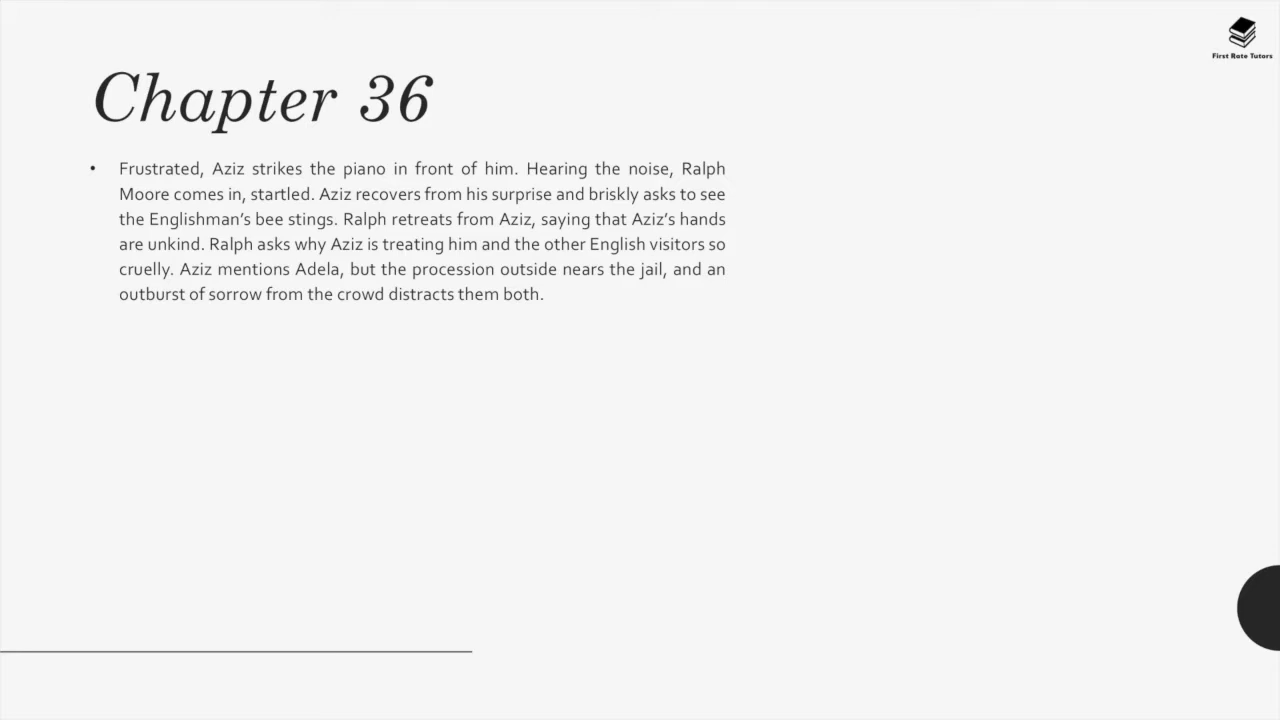 First Rate Tutors
Chapter 36
• Frustrated, Aziz strikes the piano in front of him. Hearing the noise, Ralph
Moore comes in, startled. Aziz recovers from his surprise and briskly asks to see
the Englishman’s bee stings. Ralph retreats from Aziz, saying that Aziz’s hands
are unkind. Ralph asks why Aziz is treating him and the other English visitors so
cruelly. Aziz mentions Adela, but the procession outside nears the jail, and an
outburst of sorrow from the crowd distracts them both.